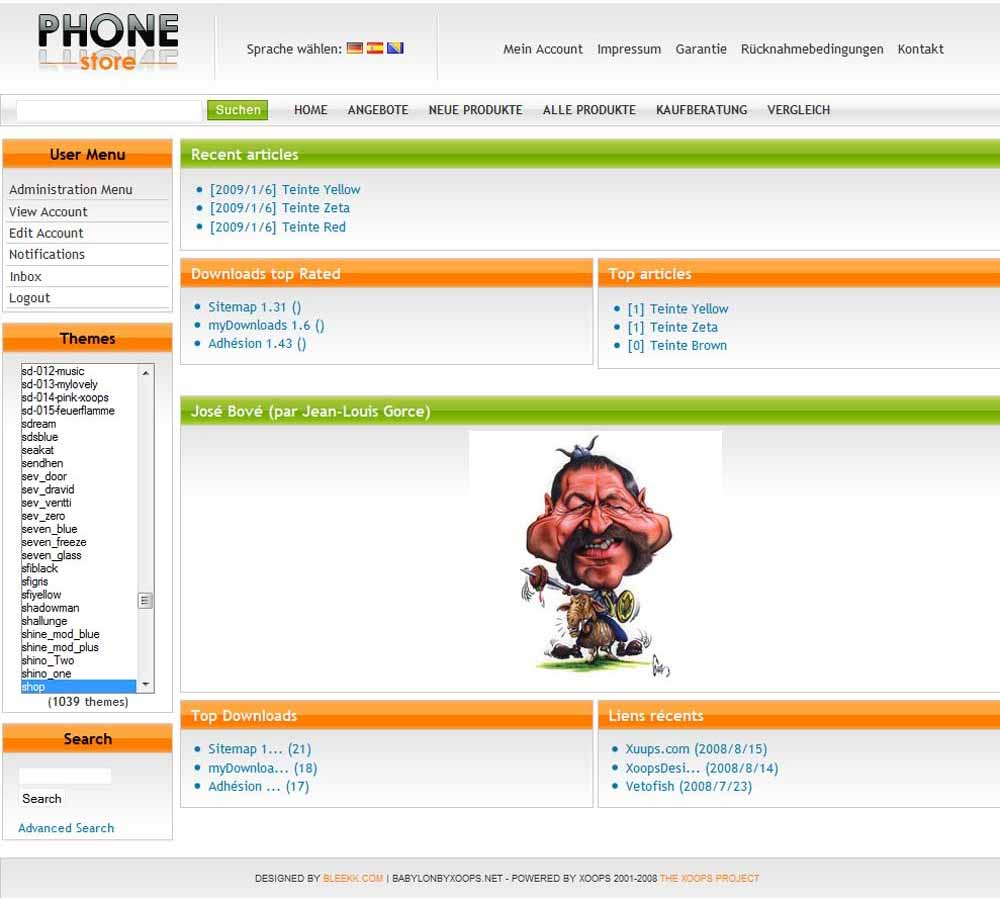 PHONE
store
Sprache wählen:
Mein Account Impressum Garantie Rücknahmebedingungen Kontakt
Suchen HOME ANGEBOTE NEUE PRODUKTE ALLE PRODUKTE KAUFBERATUNG VERGLEICH
User Menu
Administration Menu
View Account
Edit Account
Notifications
Inbox
Logout
Themes
sd-012-music
sd-013-mylovely
sd-014-pink-xoops
sd-015-feuerflamme
sdream
sdsblue
seakat
sendhen
sev_door
sev_dravid
sev_ventti
sev_zero
seven_blue
seven_freeze
seven_glass
sfiblack
sfigris
sfiyellow
shadowman
shallunge
shine_mod_blue
shine_mod_plus
shino_Two
shino_one
shop
(1039 themes)
Search
Search
Advanced Search
Recent articles
[2009/1/6] Teinte Yellow
[2009/1/6] Teinte Zeta
[2009/1/6] Teinte Red
Downloads top Rated
Sitemap 1.31 ()
myDownloads 1.6 ()
Adhésion 1.43 ()
Top articles
[1] Teinte Yellow
[1] Teinte Zeta
[0] Teinte Brown
José Bové (par Jean-Louis Gorce)
Top Downloads
Sitemap 1... (21)
myDownloa... (18)
Adhésion ... (17)
Liens récents
Xuups.com (2008/8/15)
XoopsDesi... (2008/8/14)
Vetofish (2008/7/23)
DESIGNED BY BLEEKK.COM | BABYLONBYXOOPS.NET - POWERED BY XOOPS 2001-2008 THE XOOPS PROJECT